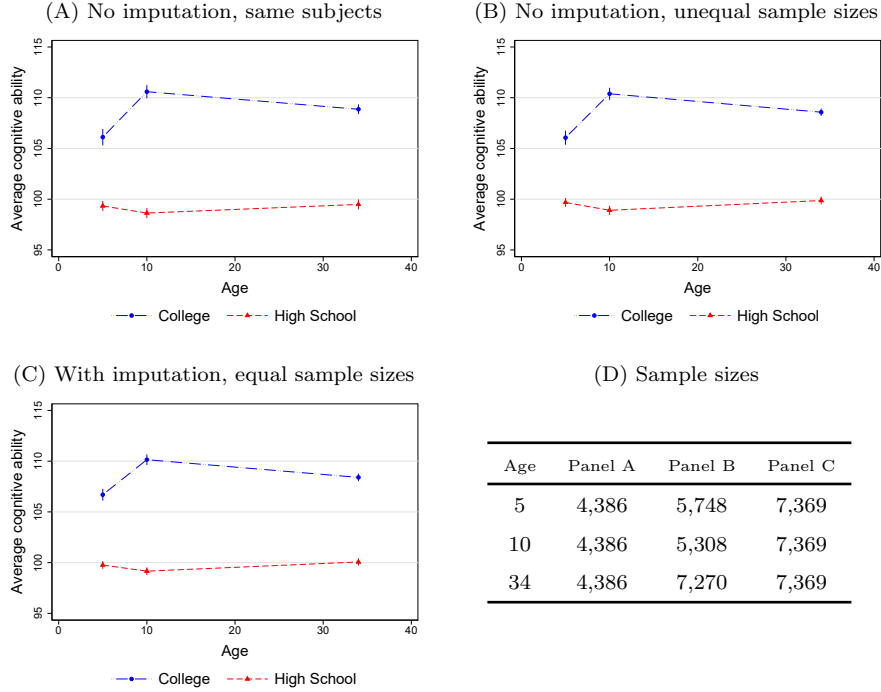 (A) No imputation, same subjects
Average cognitive ability
115
110
105
100
95
0 10 20 30 40
Age
College High School
(B) No imputation, unequal sample sizes
Average cognitive ability
115
110
105
100
95
0 10 20 30 40
Age
College High School
(C) With imputation, equal sample sizes
Average cognitive ability
115
110
105
100
95
0 10 20 30 40
Age
College High School
(D) Sample sizes
Age Panel A Panel B Panel C
5 4,386 5,748 7,369
10 4,386 5,308 7,369
34 4,386 7,270 7,369